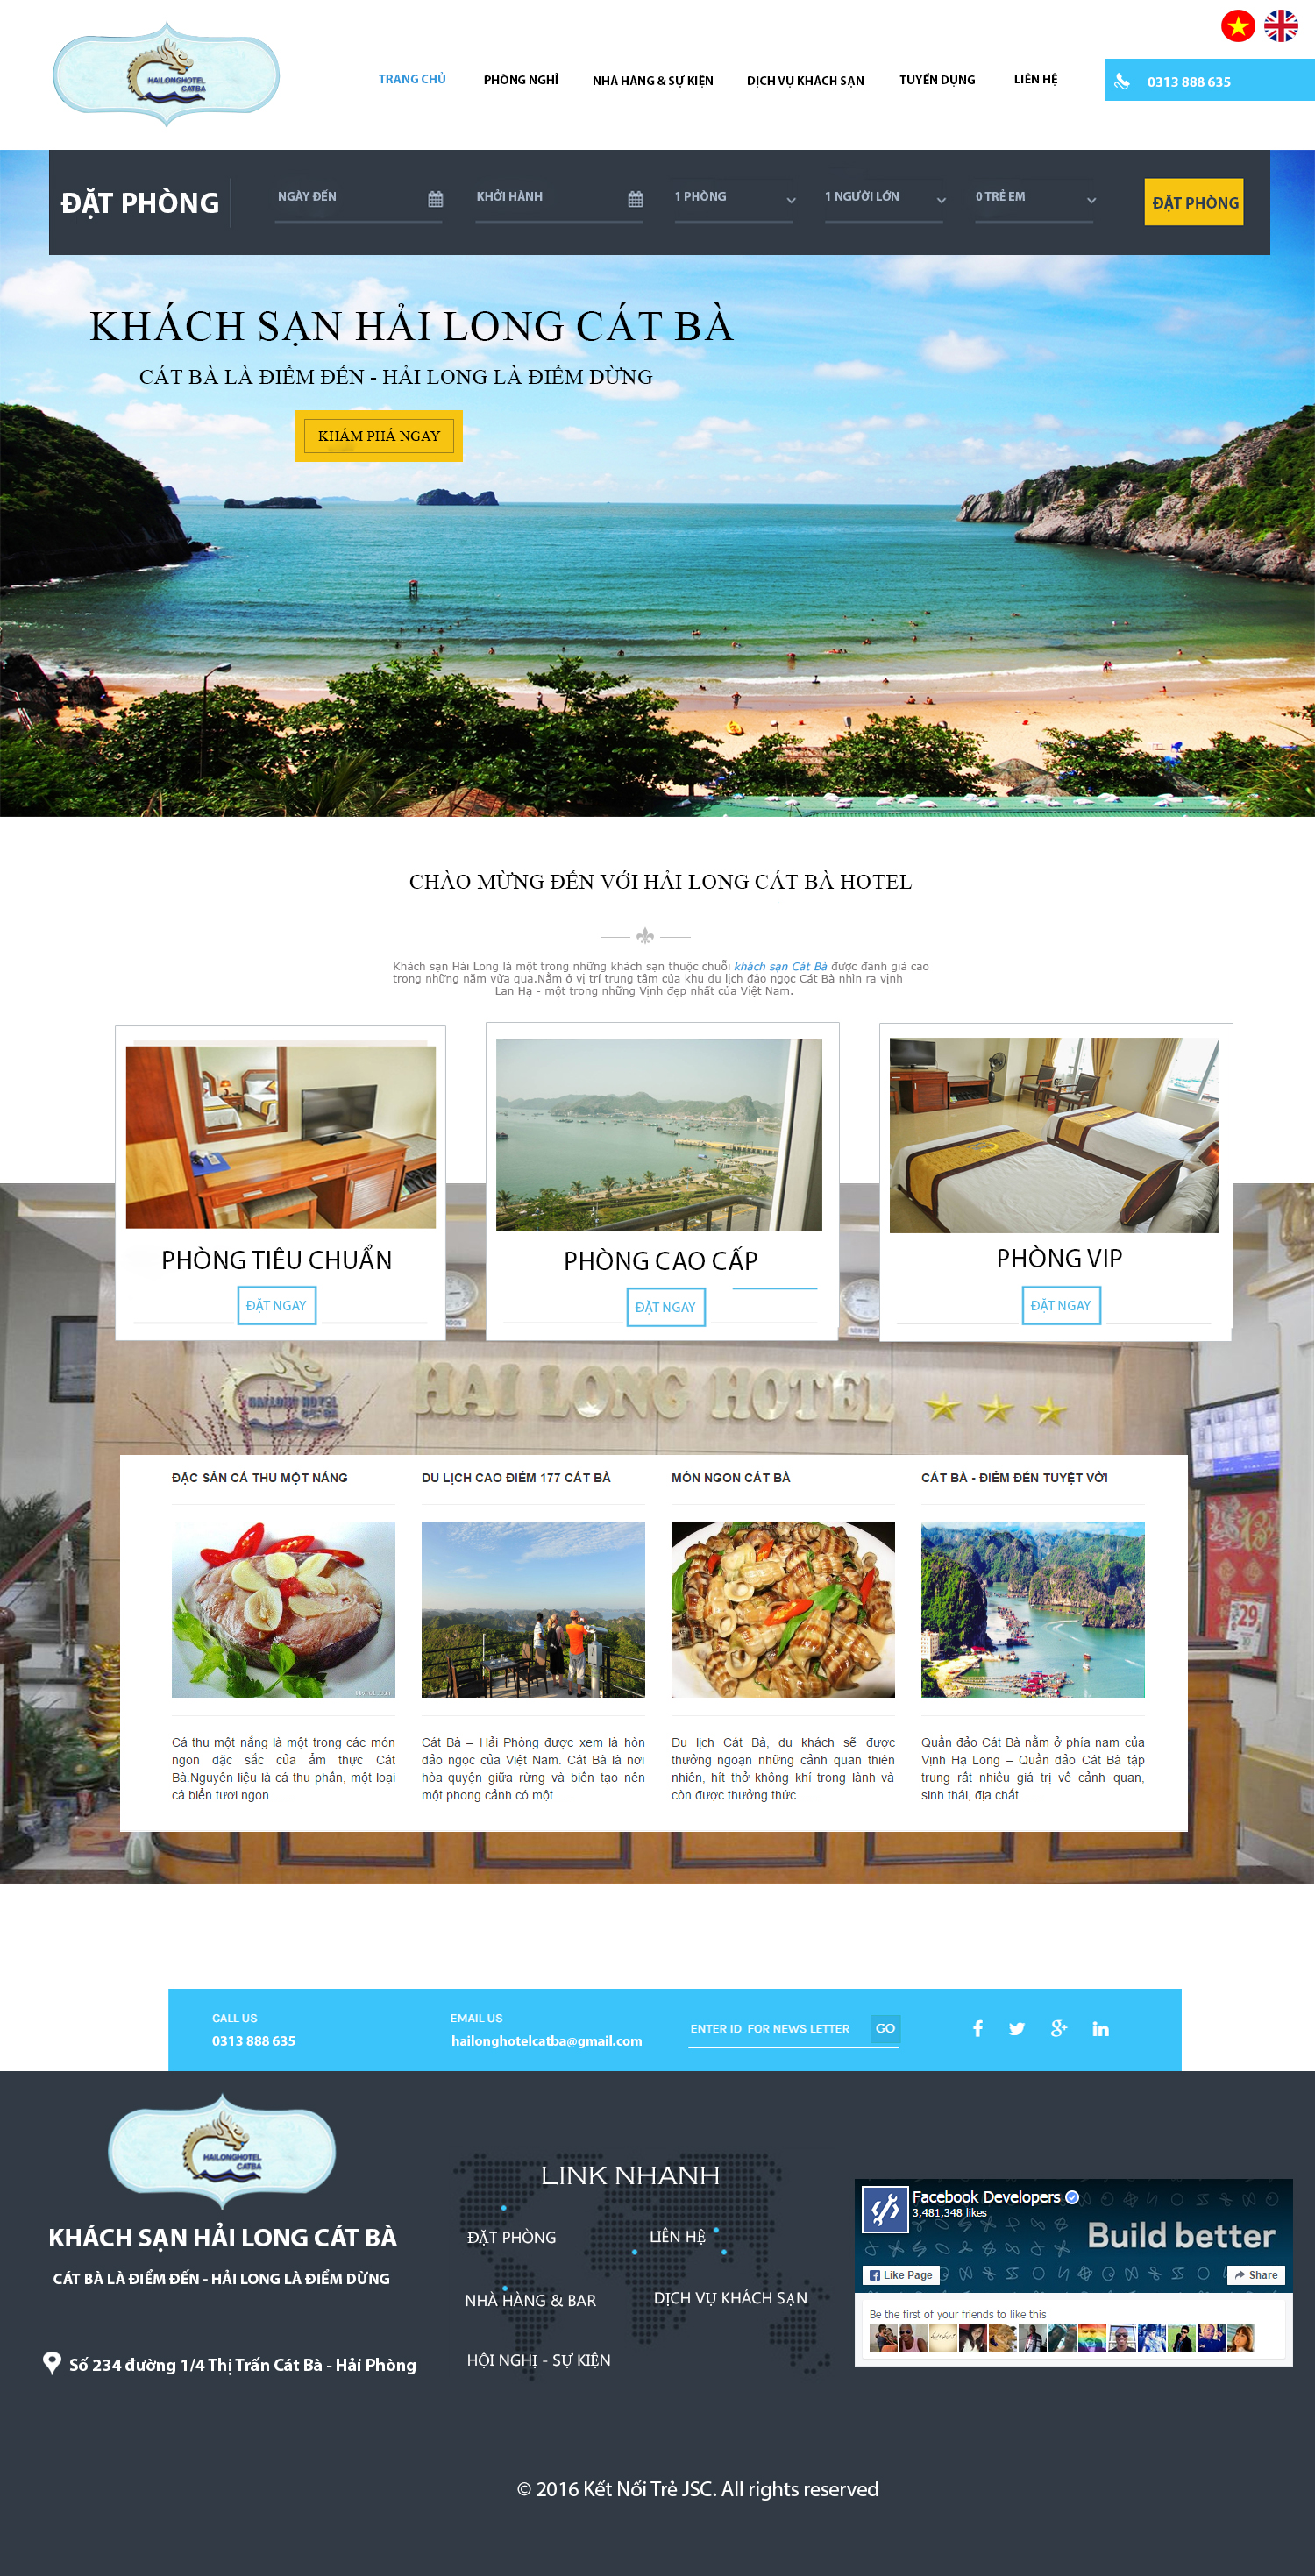 HAILONGHOTEL
CATBA
TRANG CHỦ
PHÒNG NGHỈ
NHÀ HÀNG & SỰ KIỆN
DỊCH VỤ KHÁCH SẠN
TUYỂN DỤNG
LIÊN HỆ
0313 888 635
ĐẶT PHÒNG
NGÀY ĐẾN
KHỞI HÀNH
1 PHÒNG
1 NGƯỜI LỚN
0 TRẺ EM
ĐẶT PHÒNG
KHÁCH SẠN HẢI LONG CÁT BÀ
CÁT BÀ LÀ ĐIỂM ĐẾN - HẢI LONG LÀ ĐIỂM DỪNG
KHÁM PHÁ NGAY
CHÀO MỪNG ĐẾN VỚI HẢI LONG CÁT BÀ HOTEL
Khách sạn Hải Long là một trong những khách sạn thuộc chuỗi khách sạn Cát Bà được đánh giá cao
trong những năm vừa qua.Nằm ở vị trí trung tâm của khu du lịch đảo ngọc Cát Bà nhìn ra vịnh
Lan Hạ - một trong những Vịnh đẹp nhất của Việt Nam.
PHÒNG TIÊU CHUẨN
ĐẶT NGAY
PHÒNG CAO CẤP
ĐẶT NGAY
PHÒNG VIP
ĐẶT NGAY
NEW YORK
HAILONG HOTEL
CAT BA
HAI LONG HOTEL
ĐẶC SẢN CÁ THU MỘT NẮNG
DU LỊCH CAO ĐIỂM 177 CÁT BÀ
MÓN NGON CÁT BÀ
CÁT BÀ - ĐIỂM ĐẾN TUYỆT VỜI
29
Cá thu một nắng là một trong các món
ngon đặc sắc của ẩm thực Cát
Bà.Nguyên liệu là cá thu phấn, một loại
cá biển tươi ngon......
Cát Bà – Hải Phòng được xem là hòn
đảo ngọc của Việt Nam. Cát Bà là nơi
hòa quyện giữa rừng và biển tạo nên
một phong cảnh có một......
Du lịch Cát Bà, du khách sẽ được
thưởng ngoạn những cảnh quan thiên
nhiên, hít thở không khí trong lành và
còn được thưởng thức......
Quần đảo Cát Bà nằm ở phía nam của
Vịnh Hạ Long – Quần đảo Cát Bà tập
trung rất nhiều giá trị về cảnh quan,
sinh thái, địa chất......
CALL US
0313 888 635
EMAIL US
hailonghotelcatba@gmail.com
ENTER ID FOR NEWS LETTER
GO
HAILONGHOTEL
CATBA
KHÁCH SẠN HẢI LONG CÁT BÀ
CÁT BÀ LÀ ĐIỂM ĐẾN - HẢI LONG LÀ ĐIỂM DỪNG
Số 234 đường 1/4 Thị Trấn Cát Bà - Hải Phòng
LINK NHANH
ĐẶT PHÒNG
LIÊN HỆ
NHÀ HÀNG & BAR
DỊCH VỤ KHÁCH SẠN
HỘI NGHỊ - SỰ KIỆN
Facebook Developers
3,481,348 likes
Build better
Like Page
Share
Be the first of your friends to like this
© 2016 Kết Nối Trẻ JSC. All rights reserved